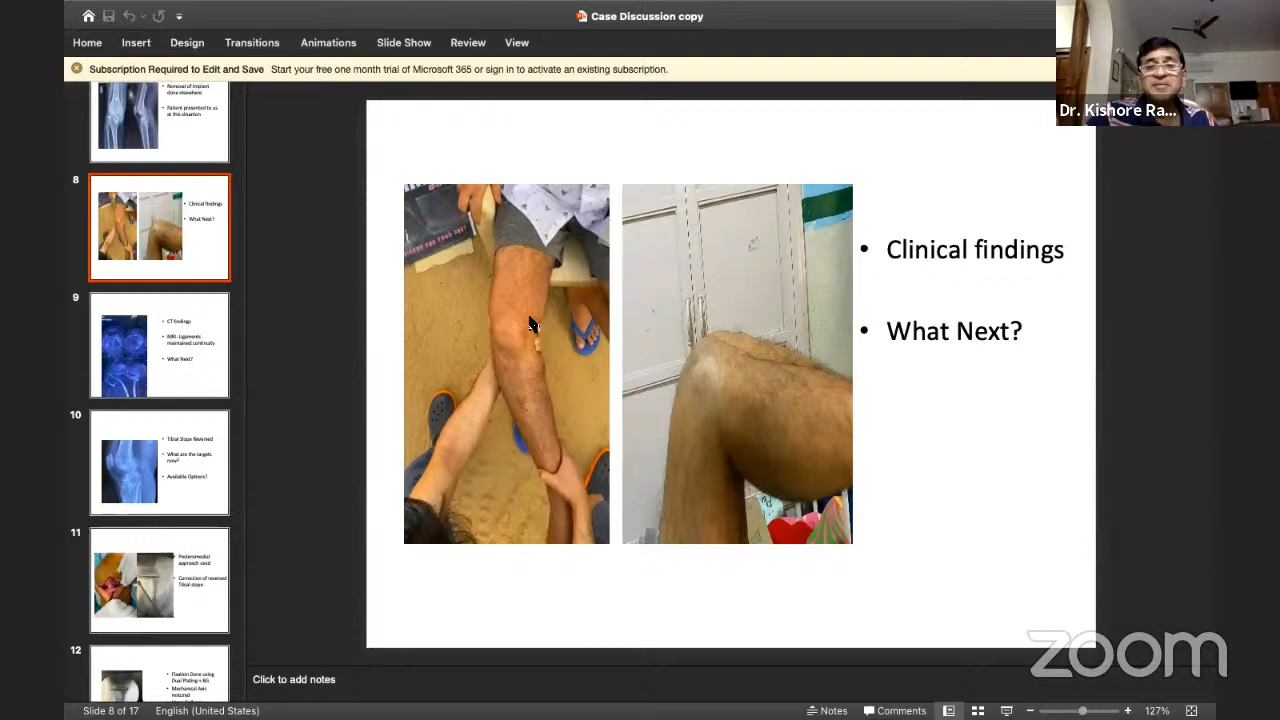 Case Discussion copy
Home Insert Design Transitions Animations Slide Show Review View
Subscription Required to Edit and Save Start your free one month trial of Microsoft 365 or sign in to activate an existing subscription.
Dr. Kishore Ra...
Removal of Implant
done elsewhere
Patient presented to us
at this situation
8
• Clinical findings
• What Next?
9
• CT findings
• MRI - Ligaments
maintained continuity
• What Next?
10
• Tibial Slope Reversed
• What are the targets
now?
• Available Options?
11
• Posteromedial
approach used
• Correction of reversed
Tibial slope
12
• Fixation Done using
Dual Plating + BG
• Mechanical Axis
restored
• Clinical findings
• What Next?
zoom
Click to add notes
Slide 8 of 17 English (United States)
Notes Comments 127%